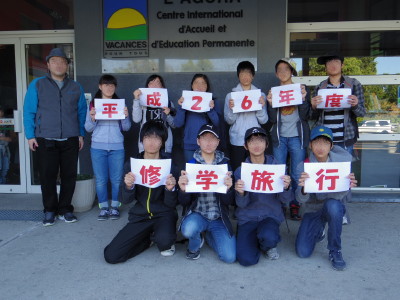 L'AGORA
Centre International
d'Accueil et
d'Education Permanente
VACANCES
平成26年度
修学旅行